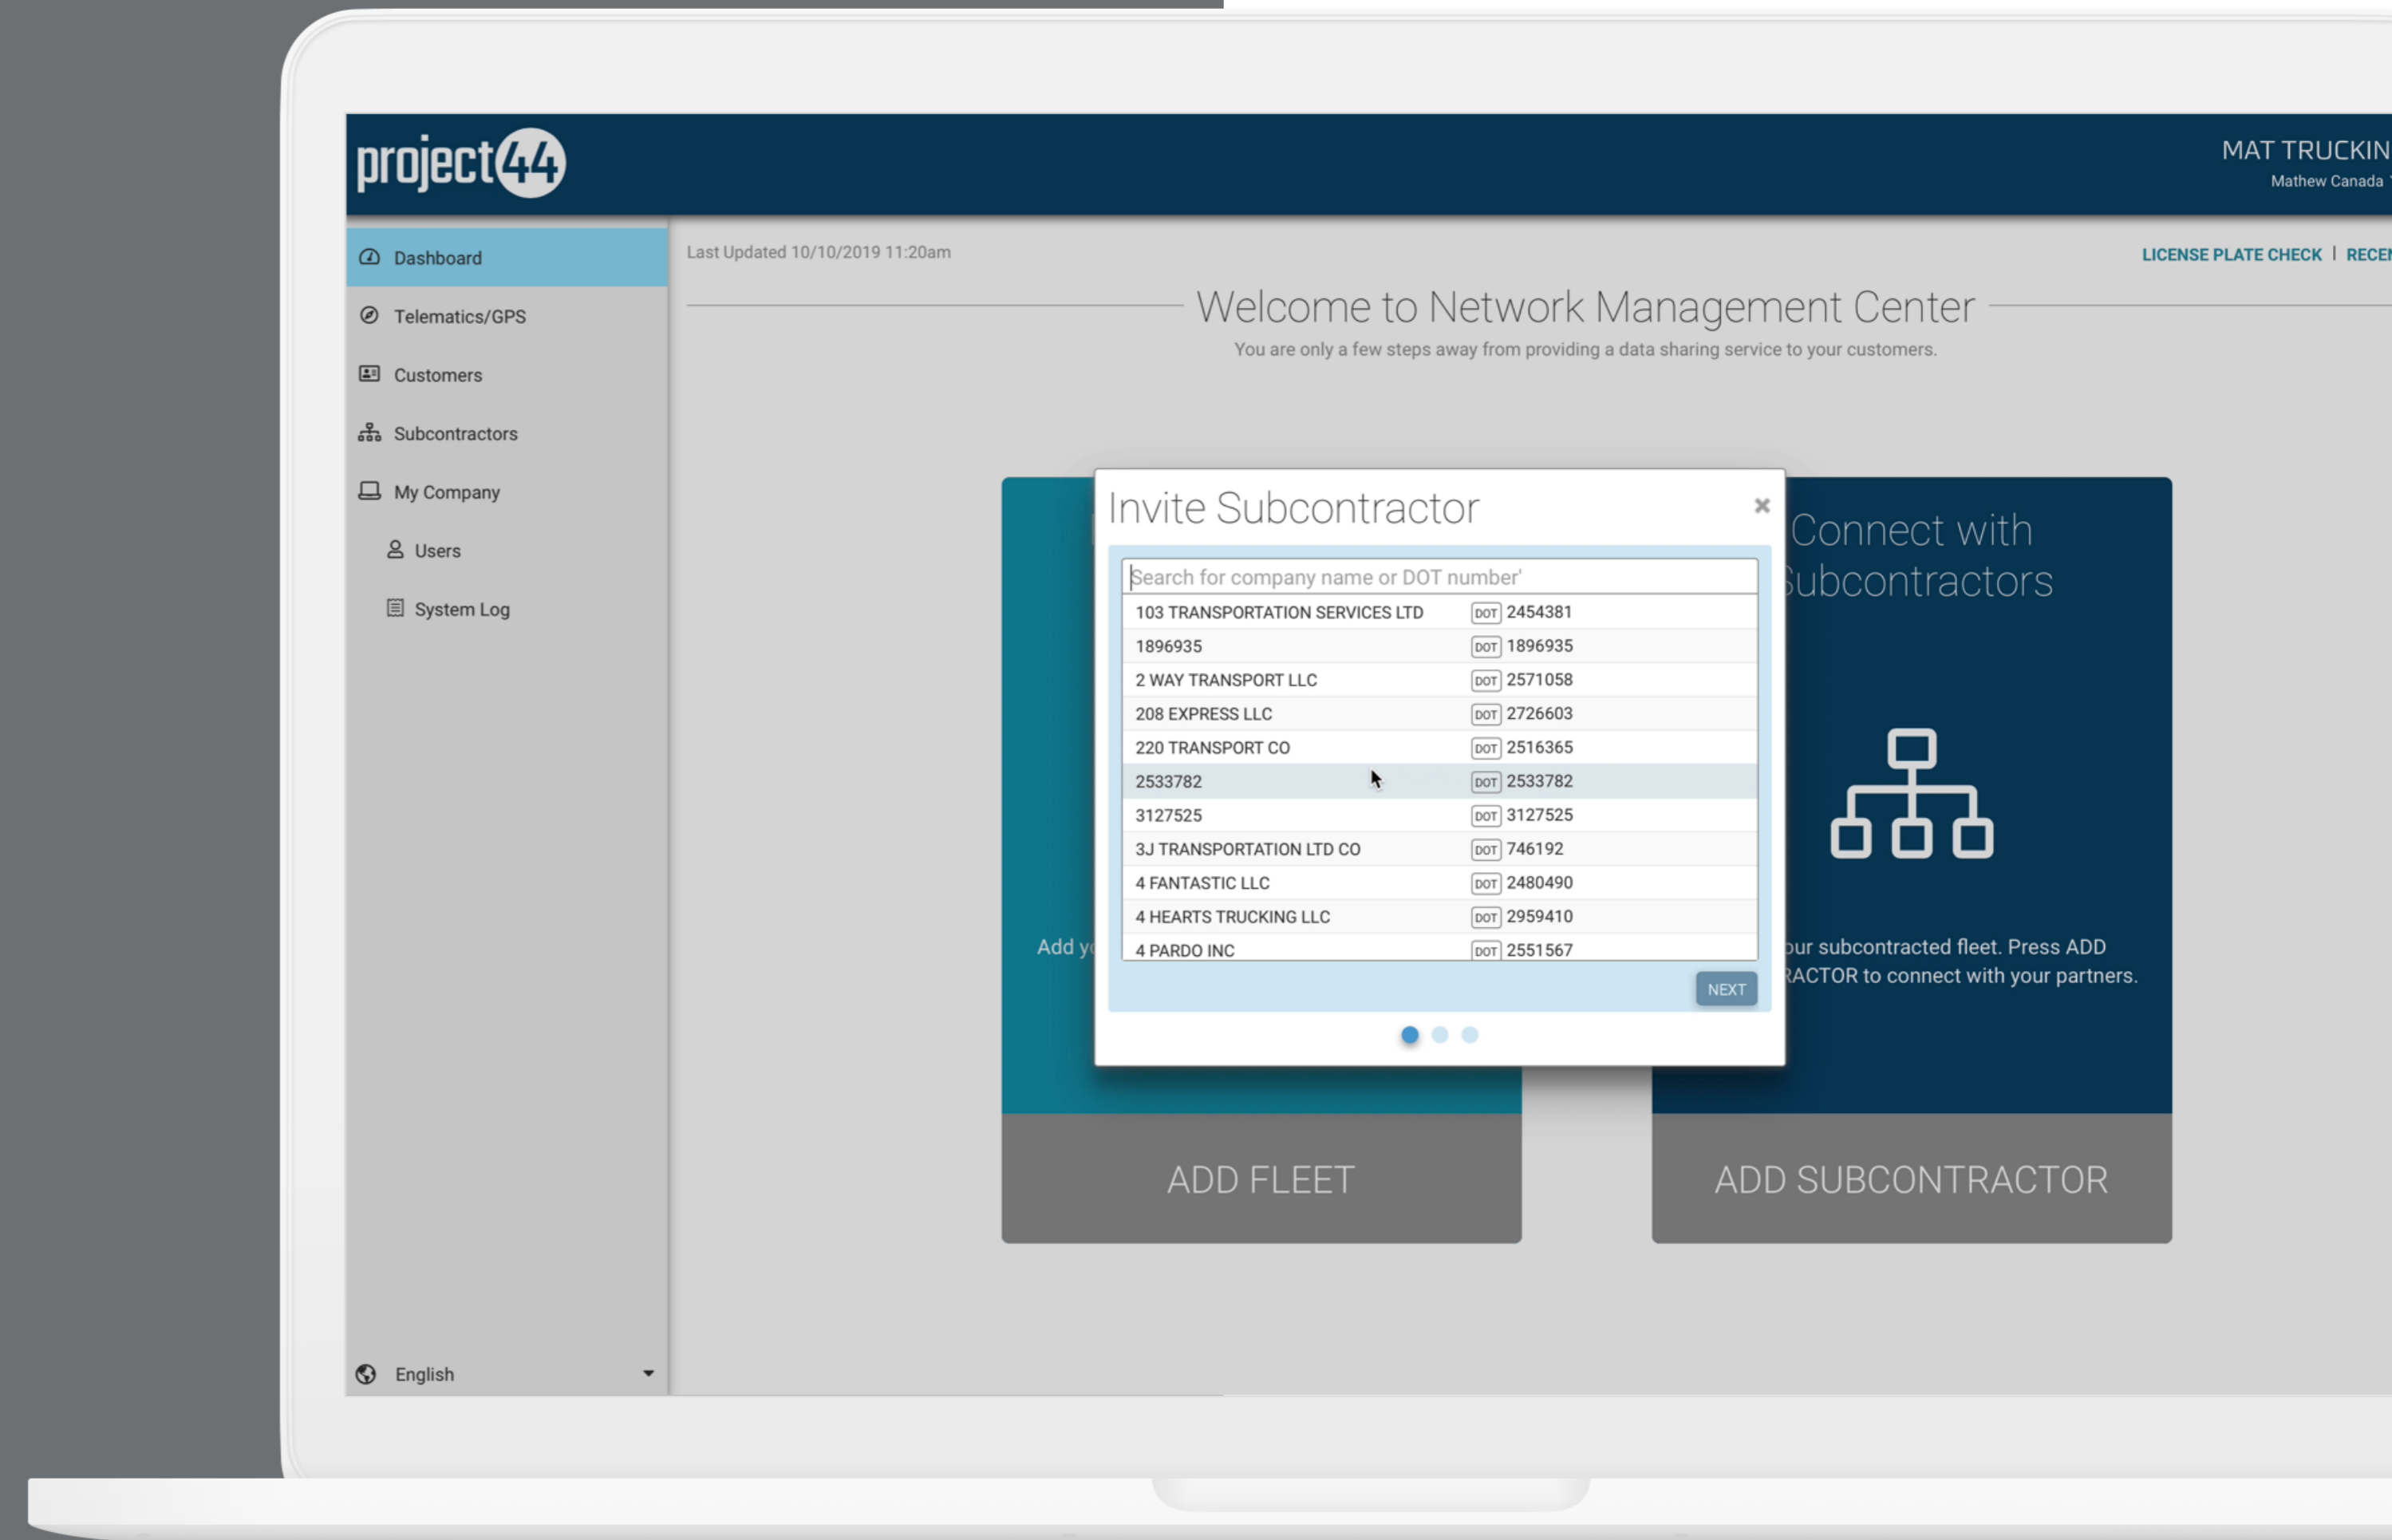 project44
MAT TRUCKIN
Mathew Canada
Dashboard
Telematics/GPS
Customers
Subcontractors
My Company
Users
System Log
English
Last Updated 10/10/2019 11:20am
LICENSE PLATE CHECK | RECEN
Welcome to Network Management Center
You are only a few steps away from providing a data sharing service to your customers.
Invite Subcontractor
Search for company name or DOT number'
103 TRANSPORTATION SERVICES LTD DOT 2454381
1896935 DOT 1896935
2 WAY TRANSPORT LLC DOT 2571058
208 EXPRESS LLC DOT 2726603
220 TRANSPORT CO DOT 2516365
2533782 DOT 2533782
3127525 DOT 3127525
3J TRANSPORTATION LTD CO DOT 746192
4 FANTASTIC LLC DOT 2480490
4 HEARTS TRUCKING LLC DOT 2959410
4 PARDO INC DOT 2551567
NEXT
Add yo
ADD FLEET
Connect with
Subcontractors
our subcontracted fleet. Press ADD
RACTOR to connect with your partners.
ADD SUBCONTRACTOR